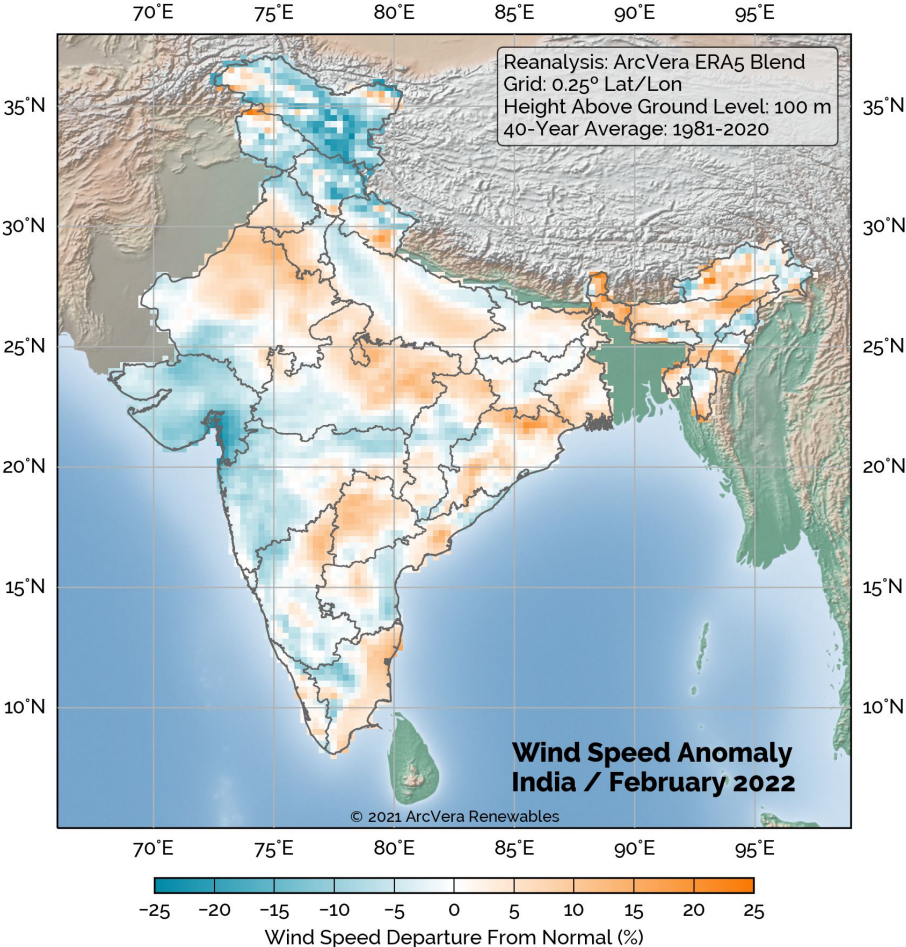 70°E 75°E 80°E 85°E 90°E 95°E
Reanalysis: ArcVera ERA5 Blend
Grid: 0.25º Lat/Lon
Height Above Ground Level: 100 m
40-Year Average: 1981-2020
35°N 35°N
30°N 30°N
25°N 25°N
20°N 20°N
15°N 15°N
10°N 10°N
Wind Speed Anomaly
India / February 2022
© 2021 ArcVera Renewables
70°E 75°E 80°E 85°E 90°E 95°E
−25 −20 −15 −10 −5 0 5 10 15 20 25
Wind Speed Departure From Normal (%)